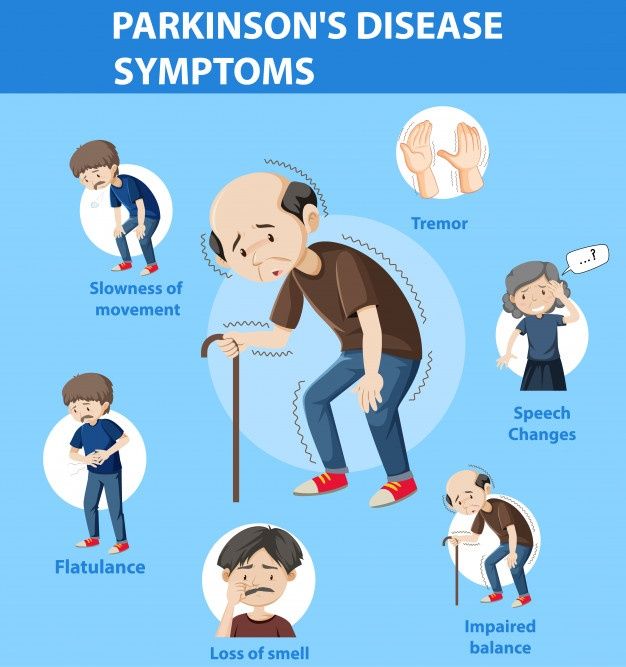 PARKINSON'S DISEASE
SYMPTOMS
Tremor
Slowness of
movement
...?
Speech
Changes
Flatulance
Impaired
balance
Loss of smell